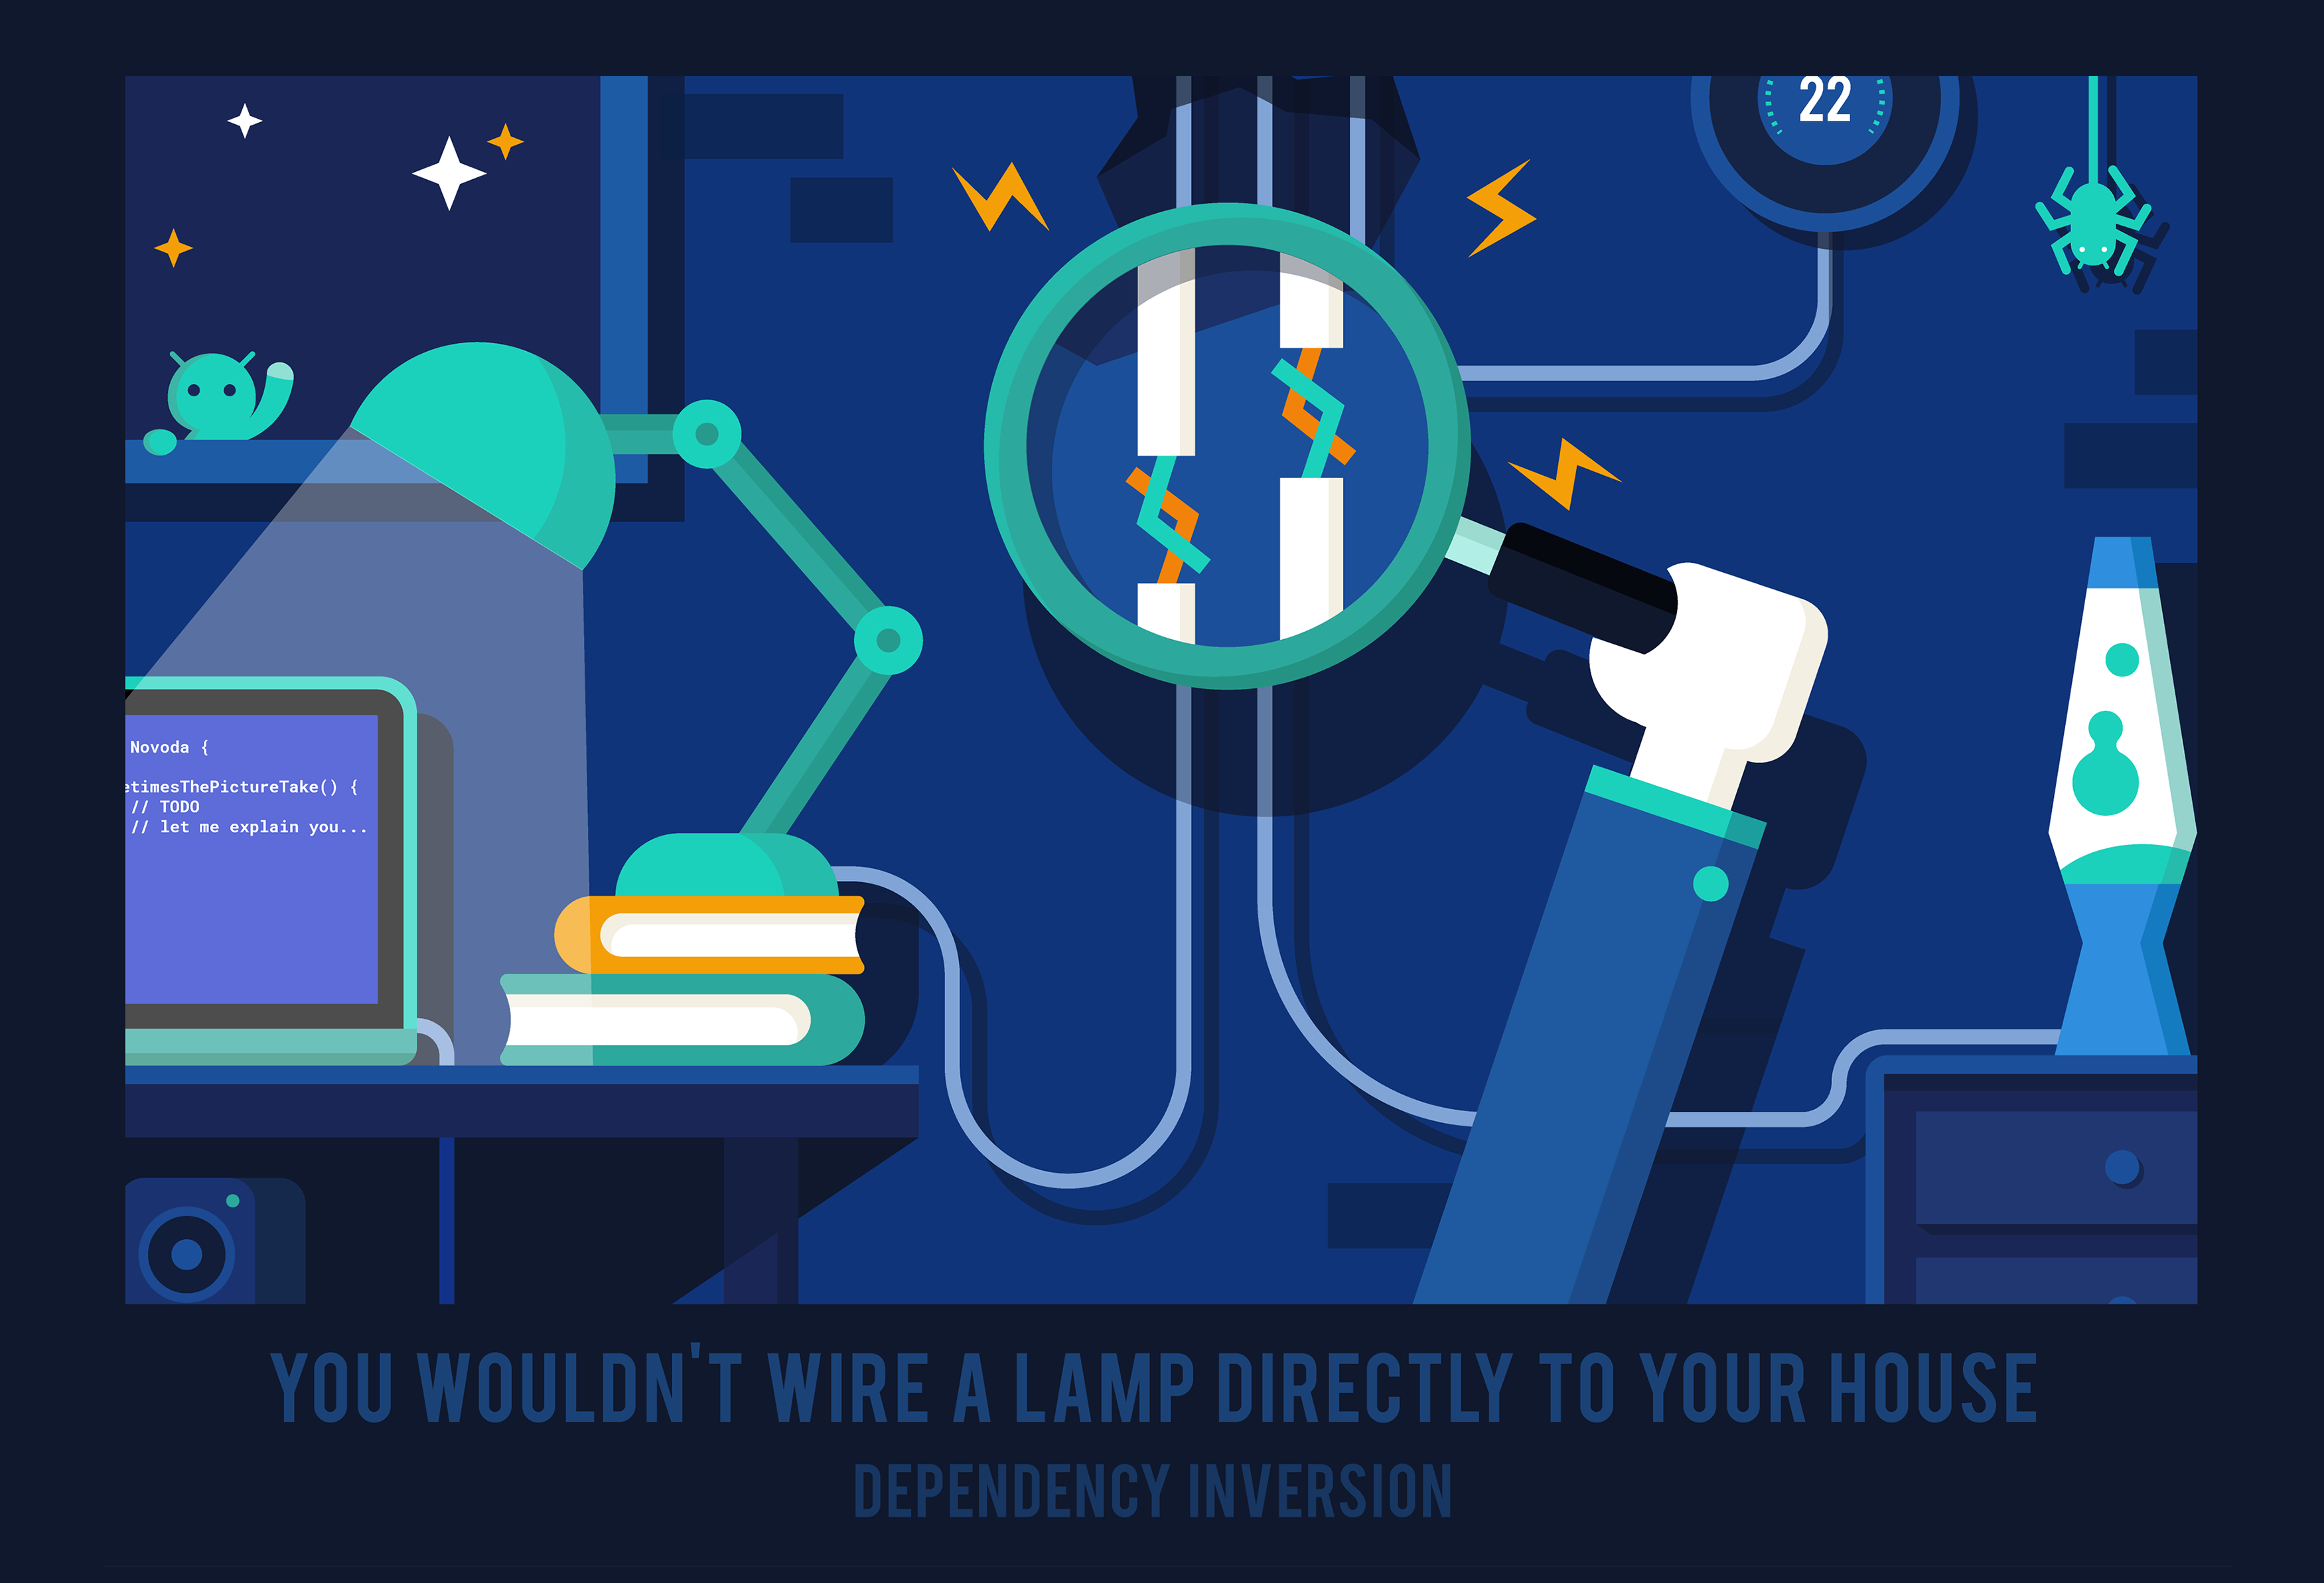 22
Novoda {
etimesThePictureTake() {
// TODO
// let me explain you...
YOU WOULDN'T WIRE A LAMP DIRECTLY TO YOUR HOUSE
DEPENDENCY INVERSION